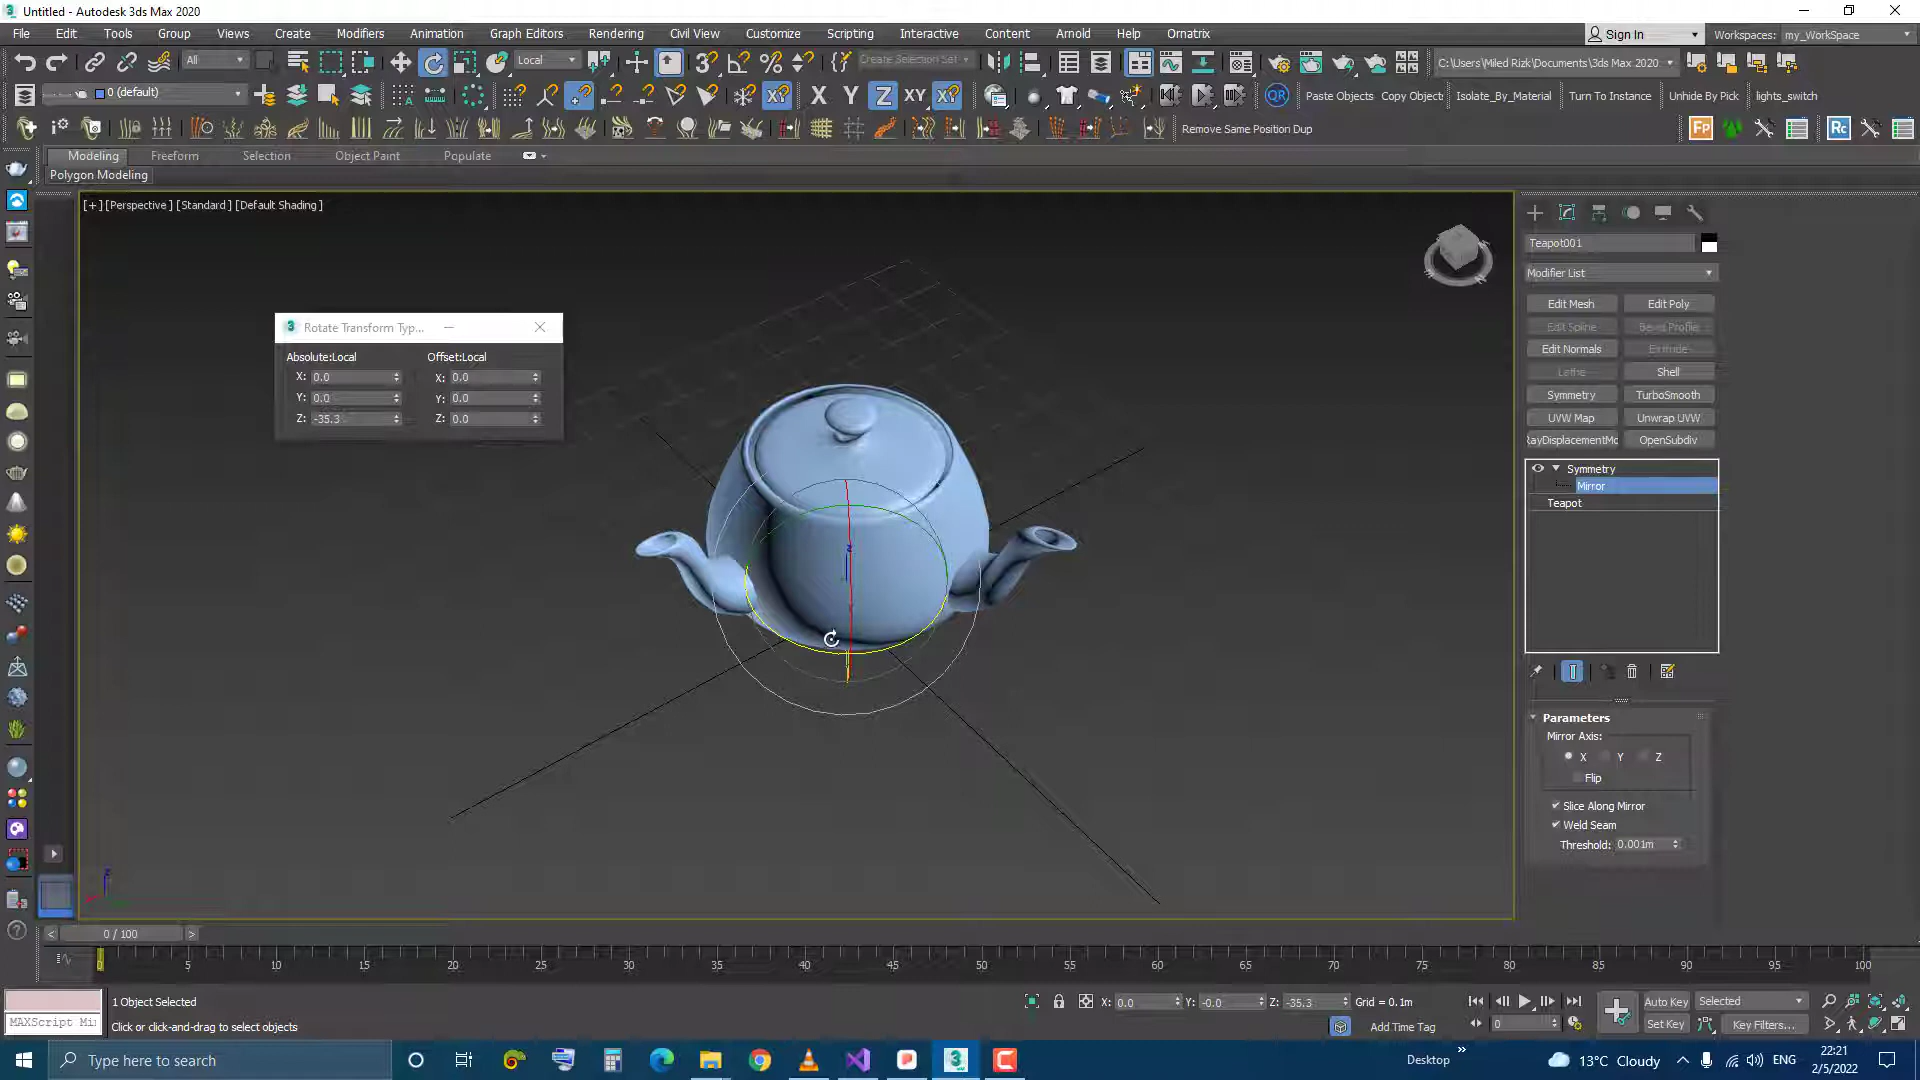 Untitled - Autodesk 3ds Max 2020
File Edit Tools Group Views Create Modifiers Animation Graph Editors Rendering Civil View Customize Scripting Interactive Content Arnold Help Ornatrix
Sign In Workspaces: my_WorkSpace
All Local Create Selection Set C:\Users\Miled Rizk\Documents\3ds Max 2020
0 (default) X Y Z XY Paste Objects Copy Objects Isolate_By_Material Turn To Instance Unhide By Pick lights_switch
Remove Same Position Dup
Modeling Freeform Selection Object Paint Populate
Polygon Modeling
[+] [Perspective] [Standard] [Default Shading]
Teapot001
Modifier List
Edit Mesh Edit Poly
Edit Spline Bevel Profile
Edit Normals Extrude
Lathe Shell
Symmetry TurboSmooth
UVW Map Unwrap UVW
RayDisplacementMo OpenSubdiv
Symmetry
Mirror
Teapot
Rotate Transform Typ...
Absolute:Local Offset:Local
X: 0.0 X: 0.0
Y: 0.0 Y: 0.0
Z: -35.3 Z: 0.0
Parameters
Mirror Axis:
X Y Z
Flip
Slice Along Mirror
Weld Seam
Threshold: 0.001m
0 / 100
0 5 10 15 20 25 30 35 40 45 50 55 60 65 70 75 80 85 90 95 100
1 Object Selected
X: 0.0 Y: -0.0 Z: -35.3 Grid = 0.1m
Auto Key Selected
MAXScript Mi
Click or click-and-drag to select objects
Add Time Tag
0
Set Key Key Filters...
Type here to search
Desktop
13°C Cloudy
ENG
22:21
2/5/2022